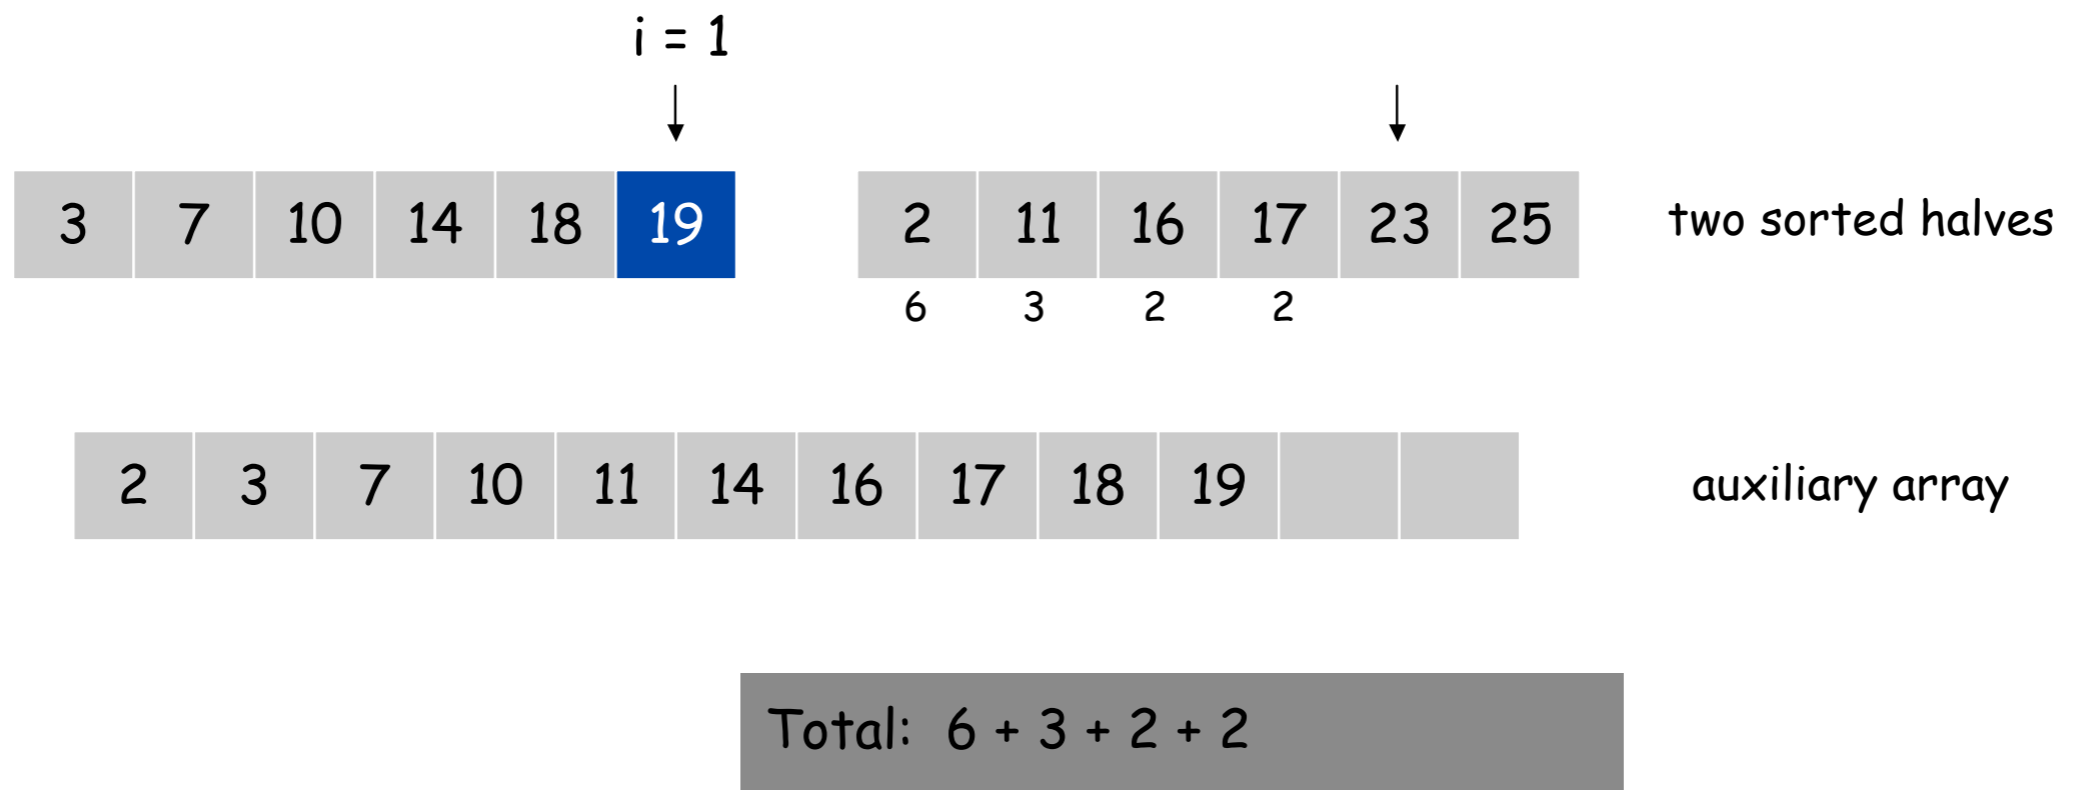 i = 1
3 7 10 14 18 19 2 11 16 17 23 25 two sorted halves
6 3 2 2
2 3 7 10 11 14 16 17 18 19 auxiliary array
Total: 6 + 3 + 2 + 2